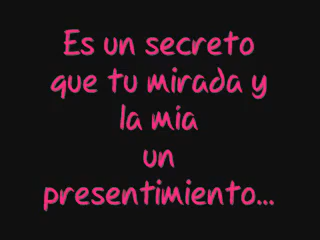 Es un secreto
que tu mirada y
la mia
un
presentimiento...